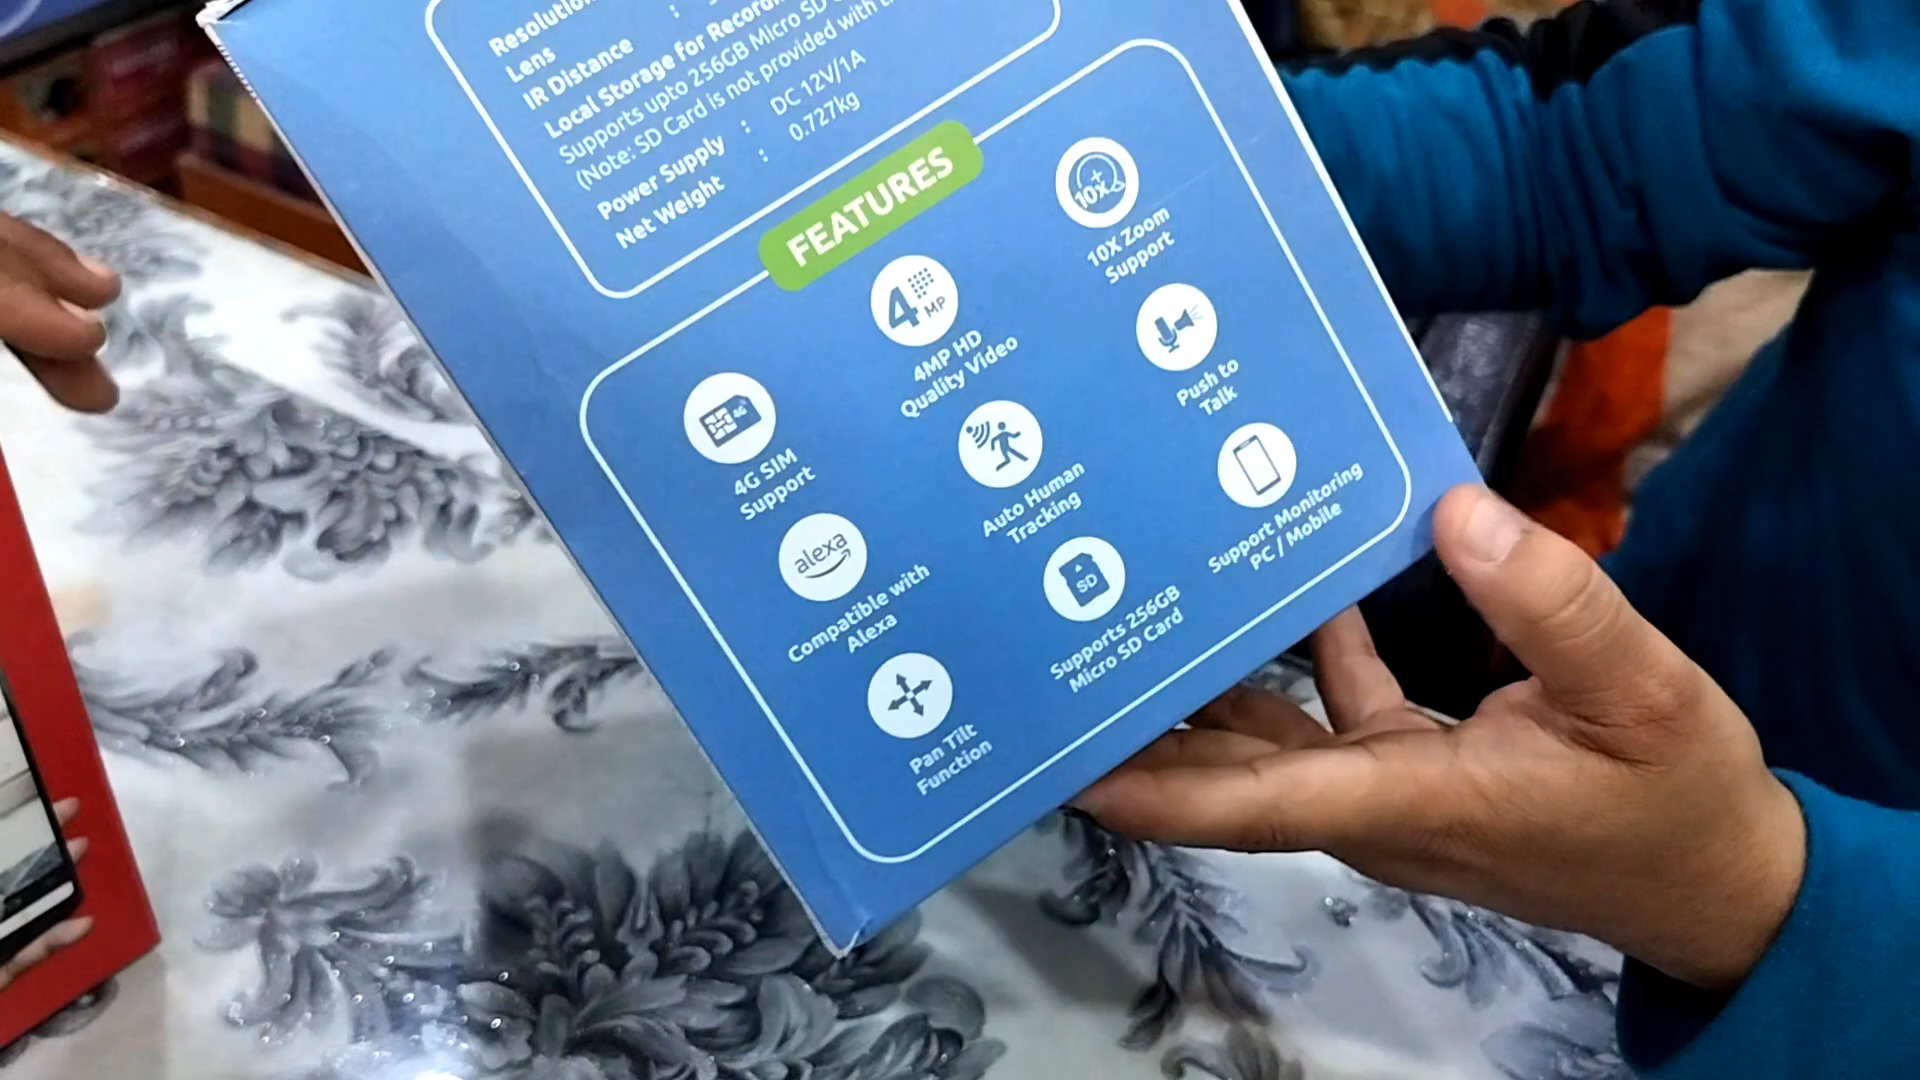 Resolution
:
Lens
IR Distance
Local Storage for
Supports upto 256GB Micro SD
(Note: SD Card is not provided with
Power Supply : DC 12V/1A
Net Weight : 0.727kg
FEATURES
4G
4G SIM
Support
4 MP
4MP HD
Quality Video
10x
10X Zoom
Support
alexa
Compatible with
Alexa
Auto Human
Tracking
Push to
Talk
Pan Tilt
Function
SD
Supports 256GB
Micro SD Card
Support Monitoring
PC / Mobile